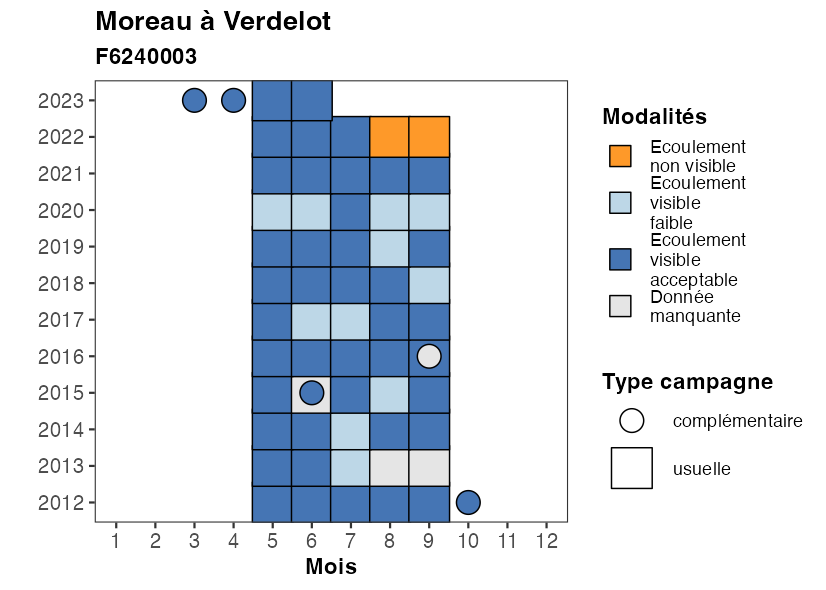 Moreau à Verdelot
F6240003
2023
2022
2021
2020
2019
2018
2017
2016
2015
2014
2013
2012
1 2 3 4 5 6 7 8 9 10 11 12
Mois
Modalités
Ecoulement
non visible
Ecoulement
visible
faible
Ecoulement
visible
acceptable
Donnée
manquante
Type campagne
complémentaire
usuelle